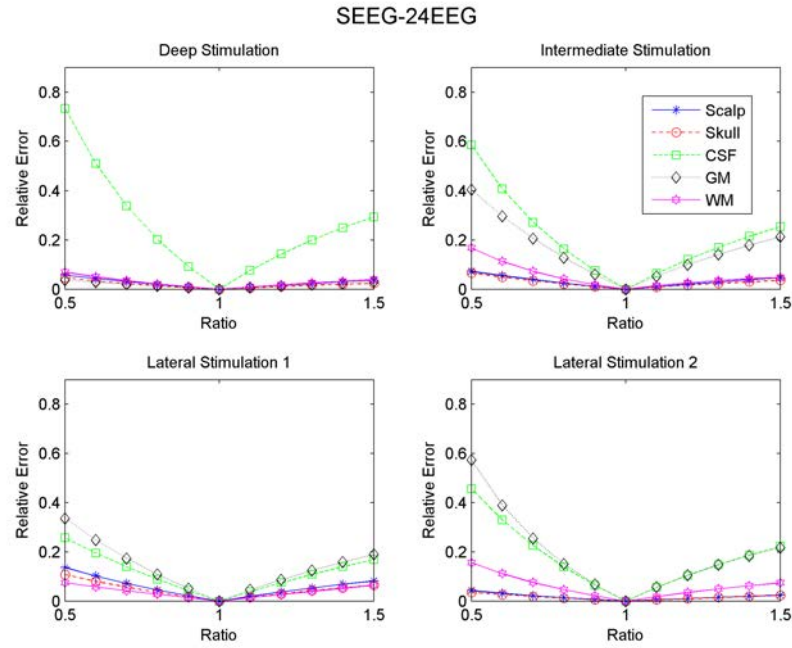 SEEG-24EEG
Deep Stimulation
Relative Error
0.8
0.6
0.4
0.2
0
0.5
1
1.5
Ratio
Intermediate Stimulation
Relative Error
0.8
0.6
0.4
0.2
0
0.5
1
1.5
Ratio
Scalp
Skull
CSF
GM
WM
Lateral Stimulation 1
Relative Error
0.8
0.6
0.4
0.2
0
0.5
1
1.5
Ratio
Lateral Stimulation 2
Relative Error
0.8
0.6
0.4
0.2
0
0.5
1
1.5
Ratio